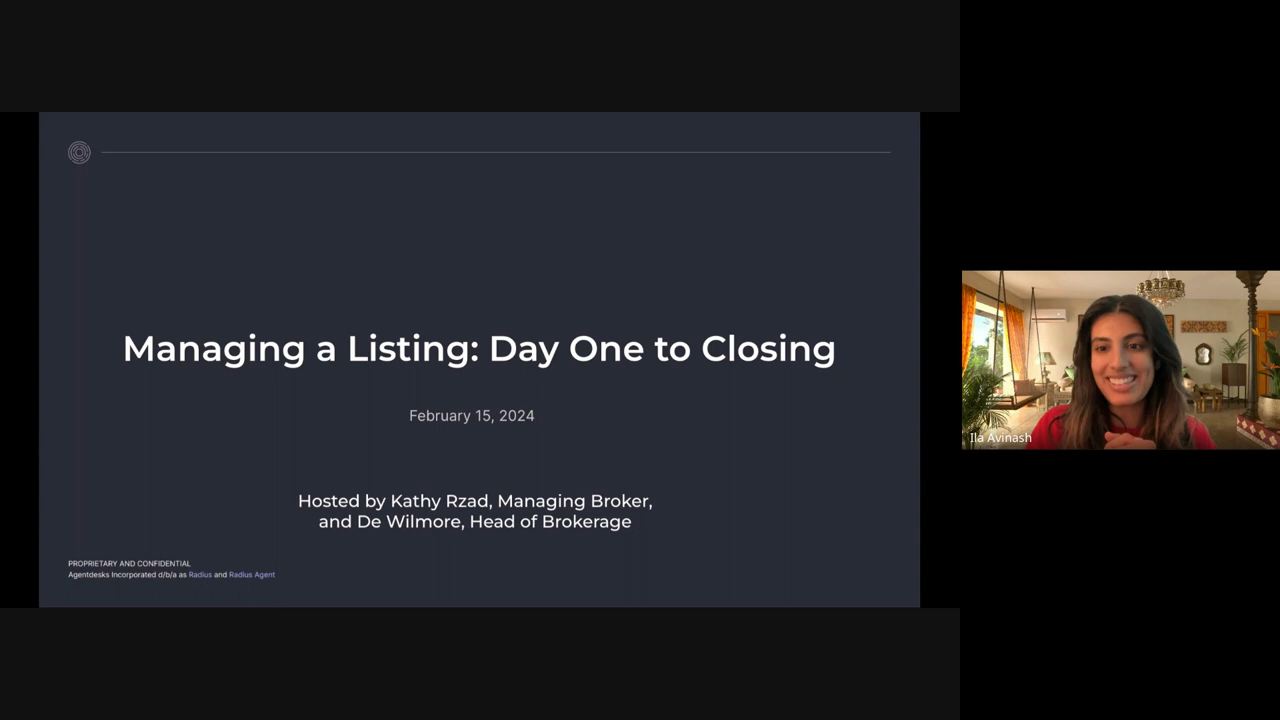 Managing a Listing: Day One to Closing
February 15, 2024
Hosted by Kathy Rzad, Managing Broker,
and De Wilmore, Head of Brokerage
PROPRIETARY AND CONFIDENTIAL
Agentdesks Incorporated d/b/a as Radius and Radius Agent
Ila Avinash